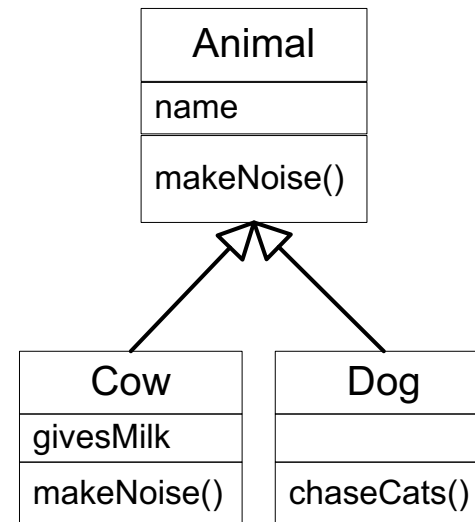 Animal
name
makeNoise()
Cow
givesMilk
makeNoise()
Dog
chaseCats()